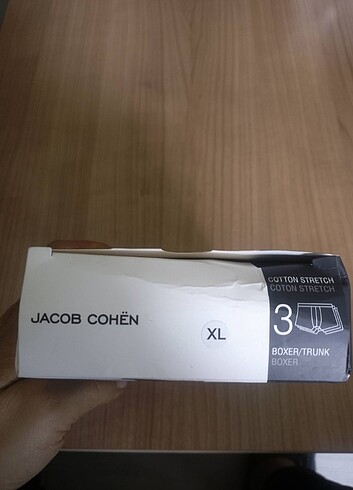 JACOB COHËN
XL
COTTON STRETCH
COTON STRETCH
3
BOXER/TRUNK
BOXER